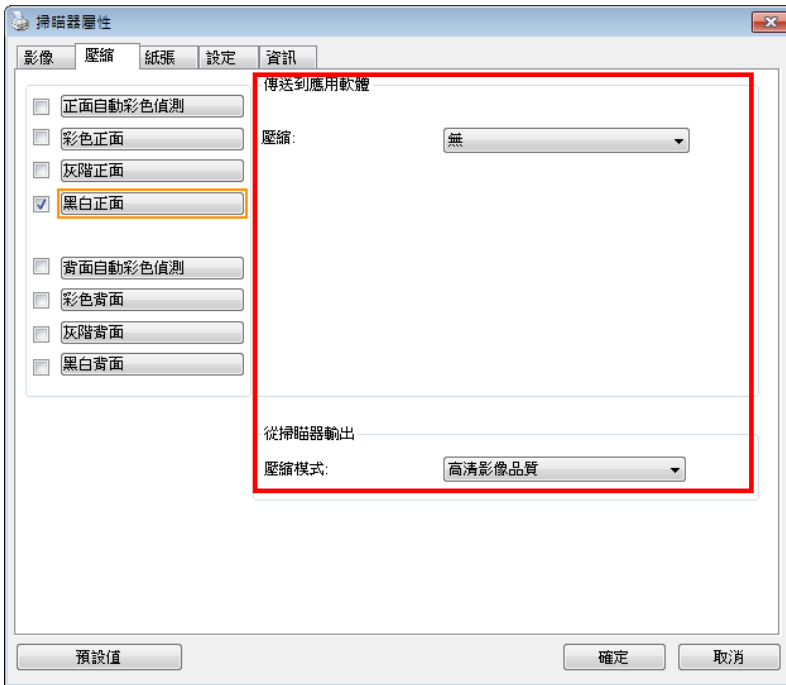 掃瞄器屬性
影像 壓縮 紙張 設定 資訊
正面自動彩色偵測
彩色正面
灰階正面
黑白正面
背面自動彩色偵測
彩色背面
灰階背面
黑白背面
傳送到應用軟體
壓縮: 無
從掃瞄器輸出
壓縮模式: 高清影像品質
預設值 確定 取消